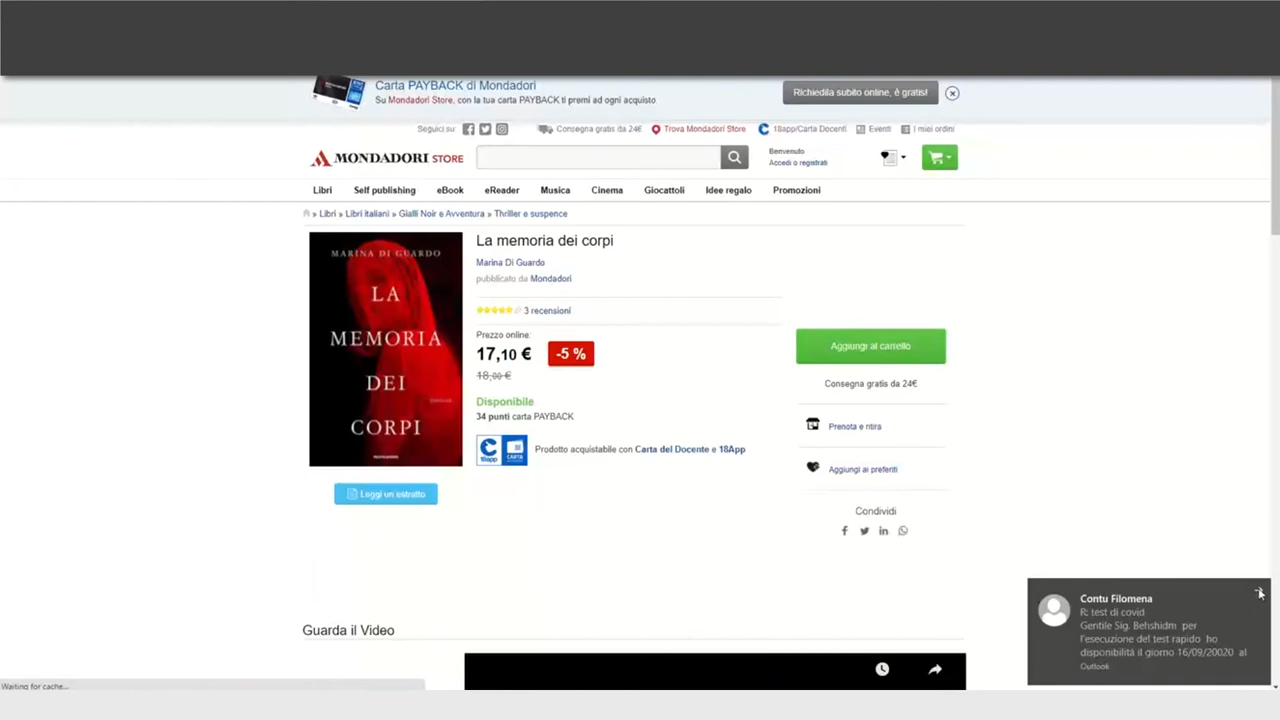 Carta PAYBACK di Mondadori
Su Mondadori Store, con la tua carta PAYBACK ti premi ad ogni acquisto
Richiedila subito online, è gratis!
Seguici su:
Consegna gratis da 24€
Trova Mondadori Store
18app/Carta Docenti
Eventi
I miei ordini
MONDADORI STORE
Benvenuto
Accedi o registrati
Libri
Self publishing
eBook
eReader
Musica
Cinema
Giocattoli
Idee regalo
Promozioni
» Libri » Libri italiani » Gialli Noir e Avventura » Thriller e suspence
MARINA DI GUARDO
LA
MEMORIA
DEI
CORPI
THRILLER
MONDADORI
Leggi un estratto
La memoria dei corpi
Marina Di Guardo
pubblicato da Mondadori
3 recensioni
Prezzo online:
17,10 €
-5 %
18,00 €
Disponibile
34 punti carta PAYBACK
18app
CARTA
Prodotto acquistabile con Carta del Docente e 18App
Aggiungi al carrello
Consegna gratis da 24€
Prenota e ritira
Aggiungi ai preferiti
Condividi
Guarda il Video
Contu Filomena
R: test di covid
Gentile Sig. Behshidm per
l'esecuzione del test rapido ho
disponibilità il giorno 16/09/20020 al
Outlook
Waiting for cache...